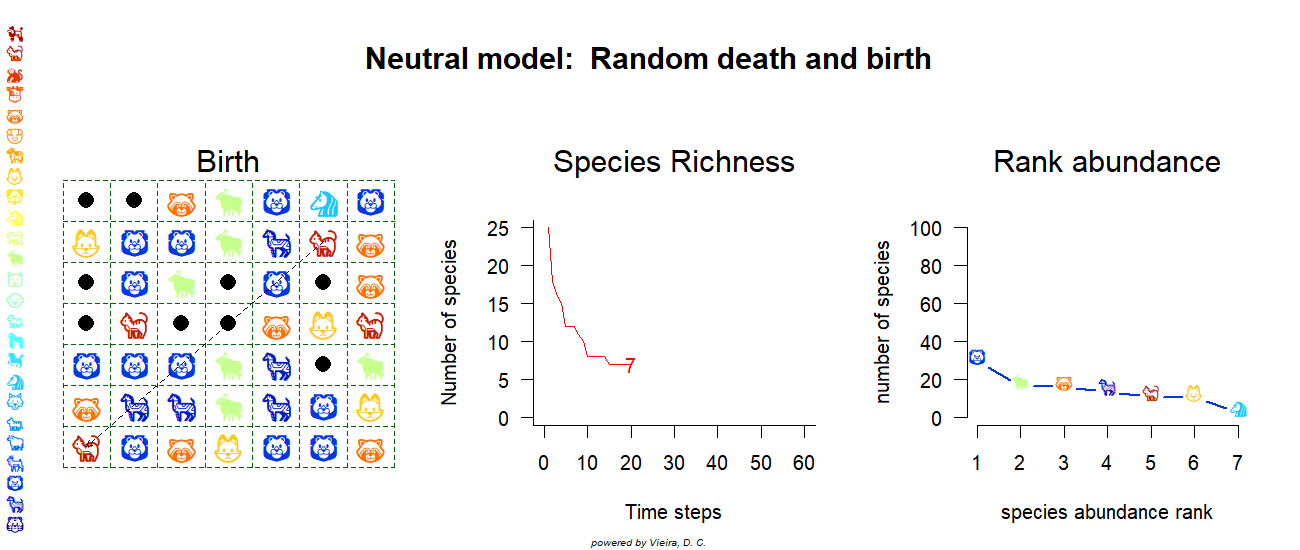 Neutral model:  Random death and birth
Birth
Species Richness
Rank abundance
Number of species
25
20
15
10
5
0
7
0 10 20 30 40 50 60
Time steps
number of species
100
80
60
40
20
0
1 2 3 4 5 6 7
species abundance rank
powered by Vieira, D. C.